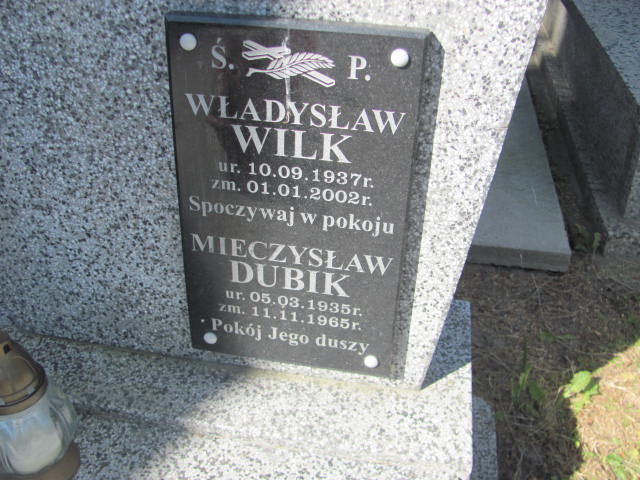 Ś. P.
WŁADYSŁAW
WILK
ur. 10.09.1937r.
zm. 01.01.2002r.
Spoczywaj w pokoju
MIECZYSŁAW
DUBIK
ur. 05.03.1935r.
zm. 11.11.1965r.
Pokój Jego duszy